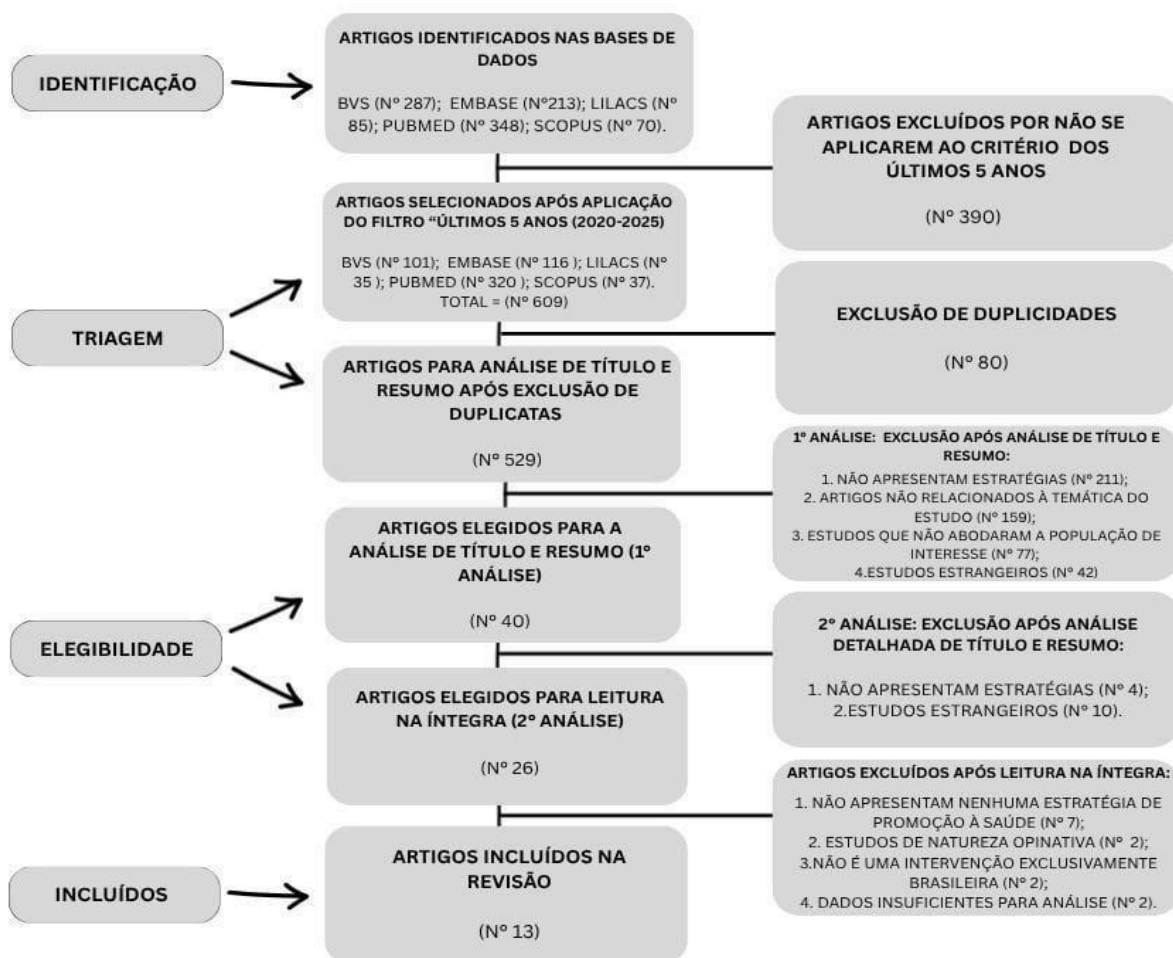 IDENTIFICAÇÃO
ARTIGOS IDENTIFICADOS NAS BASES DE
DADOS
BVS (Nº 287); EMBASE (Nº213); LILACS (Nº
85); PUBMED (Nº 348); SCOPUS (Nº 70).
ARTIGOS EXCLUÍDOS POR NÃO SE
APLICAREM AO CRITÉRIO DOS
ÚLTIMOS 5 ANOS
(Nº 390)
TRIAGEM
ARTIGOS SELECIONADOS APÓS APLICAÇÃO
DO FILTRO “ÚLTIMOS 5 ANOS (2020-2025)
BVS (Nº 101); EMBASE (Nº 116 ); LILACS (Nº
35 ); PUBMED (Nº 320 ); SCOPUS (Nº 37).
TOTAL = (Nº 609)
EXCLUSÃO DE DUPLICIDADES
(Nº 80)
ARTIGOS PARA ANÁLISE DE TÍTULO E
RESUMO APÓS EXCLUSÃO DE
DUPLICATAS
(Nº 529)
1º ANÁLISE: EXCLUSÃO APÓS ANÁLISE DE TÍTULO E
RESUMO:
1. NÃO APRESENTAM ESTRATÉGIAS (Nº 211);
2. ARTIGOS NÃO RELACIONADOS À TEMÁTICA DO
ESTUDO (Nº 159);
3. ESTUDOS QUE NÃO ABODARAM A POPULAÇÃO DE
INTERESSE (Nº 77);
4.ESTUDOS ESTRANGEIROS (Nº 42)
ELEGIBILIDADE
ARTIGOS ELEGIDOS PARA A
ANÁLISE DE TÍTULO E RESUMO (1º
ANÁLISE)
(Nº 40)
2º ANÁLISE: EXCLUSÃO APÓS ANÁLISE
DETALHADA DE TÍTULO E RESUMO:
1. NÃO APRESENTAM ESTRATÉGIAS (Nº 4);
2.ESTUDOS ESTRANGEIROS (Nº 10).
ARTIGOS ELEGIDOS PARA LEITURA
NA ÍNTEGRA (2º ANÁLISE)
(Nº 26)
ARTIGOS EXCLUÍDOS APÓS LEITURA NA ÍNTEGRA:
1. NÃO APRESENTAM NENHUMA ESTRATÉGIA DE
PROMOÇÃO À SAÚDE (Nº 7);
2. ESTUDOS DE NATUREZA OPINATIVA (Nº 2);
3.NÃO É UMA INTERVENÇÃO EXCLUSIVAMENTE
BRASILEIRA (Nº 2);
4. DADOS INSUFICIENTES PARA ANÁLISE (Nº 2).
INCLUÍDOS
ARTIGOS INCLUÍDOS NA
REVISÃO
(Nº 13)